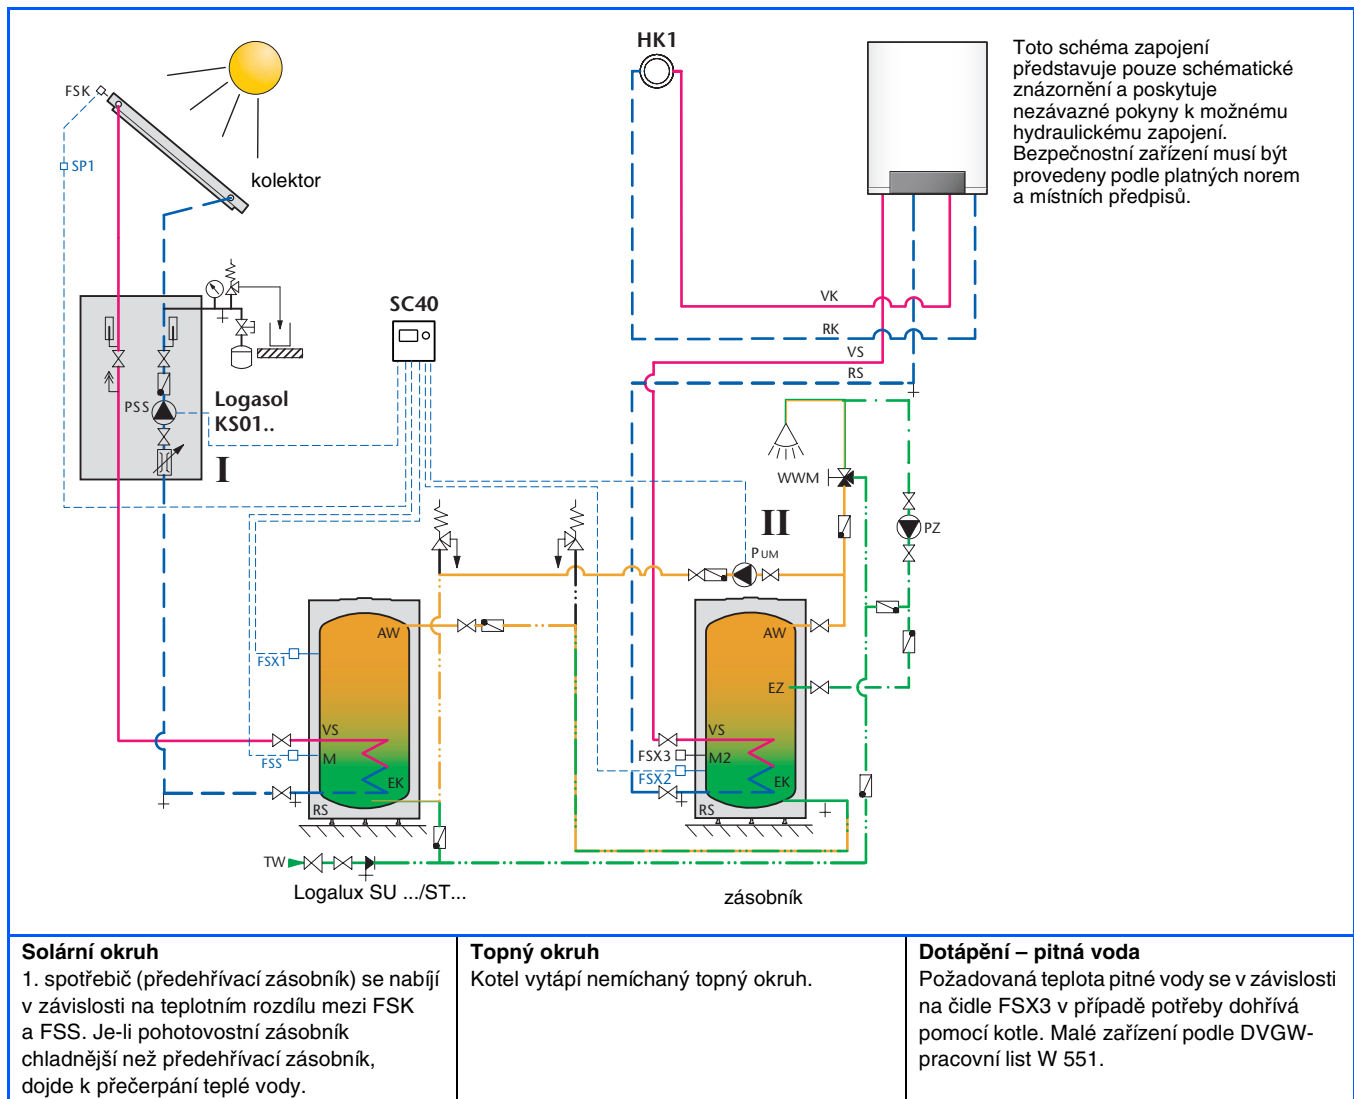 HK1
Toto schéma zapojení
představuje pouze schématické
znázornění a poskytuje
nezávazné pokyny k možnému
hydraulickému zapojení.
Bezpečnostní zařízení musí být
provedeny podle platných norem
a místních předpisů.
FSK
SP1
kolektor
SC40
VK
RK
VS
RS
PSS
Logasol
KS01..
I
WWM
II
PZ
PUM
AW
AW
FSX1
EZ
VS
VS
FSS
M
FSX3
M2
FSX2
EK
EK
RS
RS
TW
Logalux SU .../ST...
zásobník
Solární okruh
1. spotřebič (předehřívací zásobník) se nabíjí
v závislosti na teplotním rozdílu mezi FSK
a FSS. Je-li pohotovostní zásobník
chladnější než předehřívací zásobník,
dojde k přečerpání teplé vody.
Topný okruh
Kotel vytápí nemíchaný topný okruh.
Dotápění – pitná voda
Požadovaná teplota pitné vody se v závislosti
na čidle FSX3 v případě potřeby dohřívá
pomocí kotle. Malé zařízení podle DVGW-
pracovní list W 551.